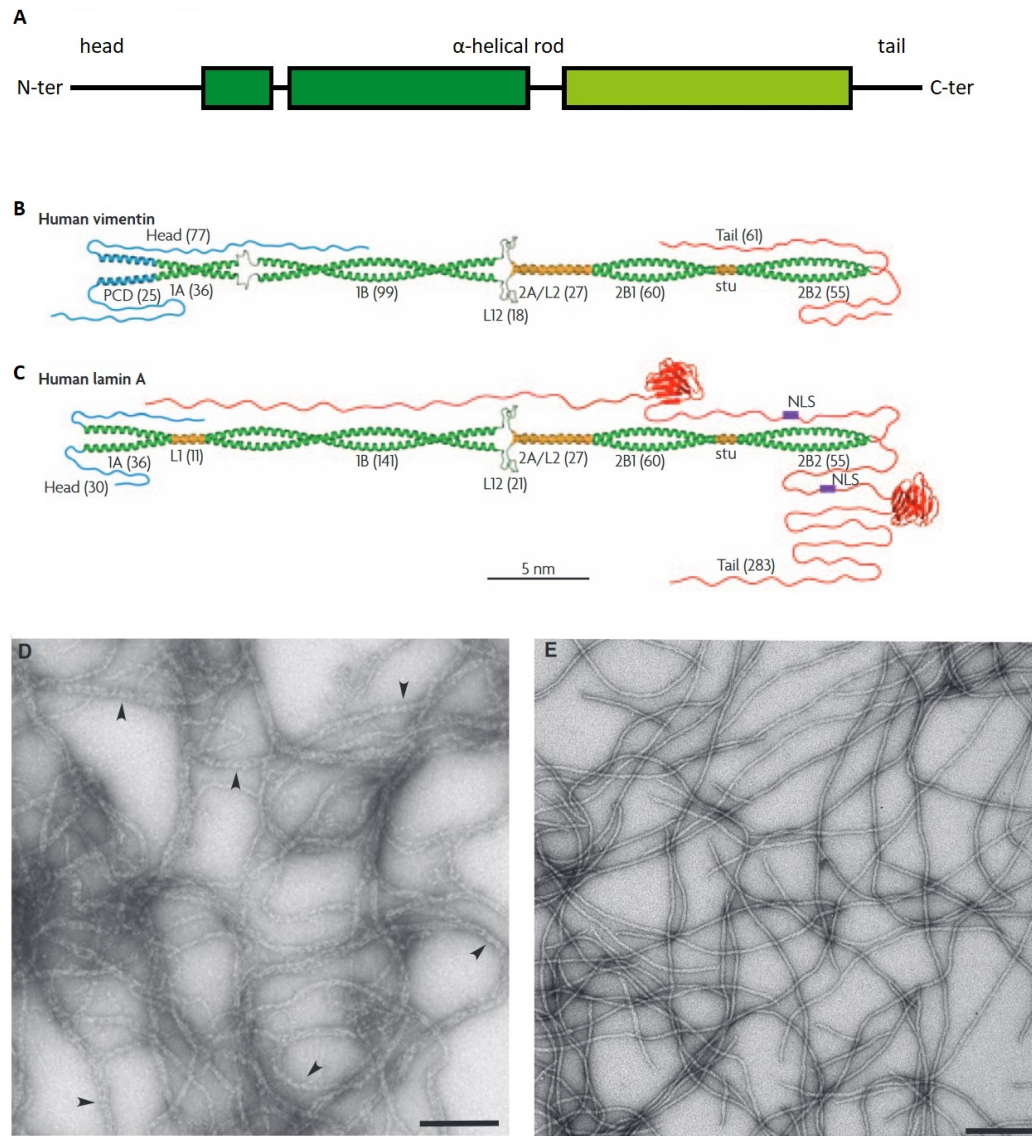 A
head α-helical rod tail
N-ter C-ter
B
Human vimentin
Head (77)
Tail (61)
PCD (25) 1A (36) 1B (99) L12 (18) 2A/L2 (27) 2B1 (60) stu 2B2 (55)
C
Human lamin A
NLS
1A (36) L1 (11) 1B (141) L12 (21) 2A/L2 (27) 2B1 (60) stu 2B2 (55)
Head (30)
NLS
Tail (283)
5 nm
D E